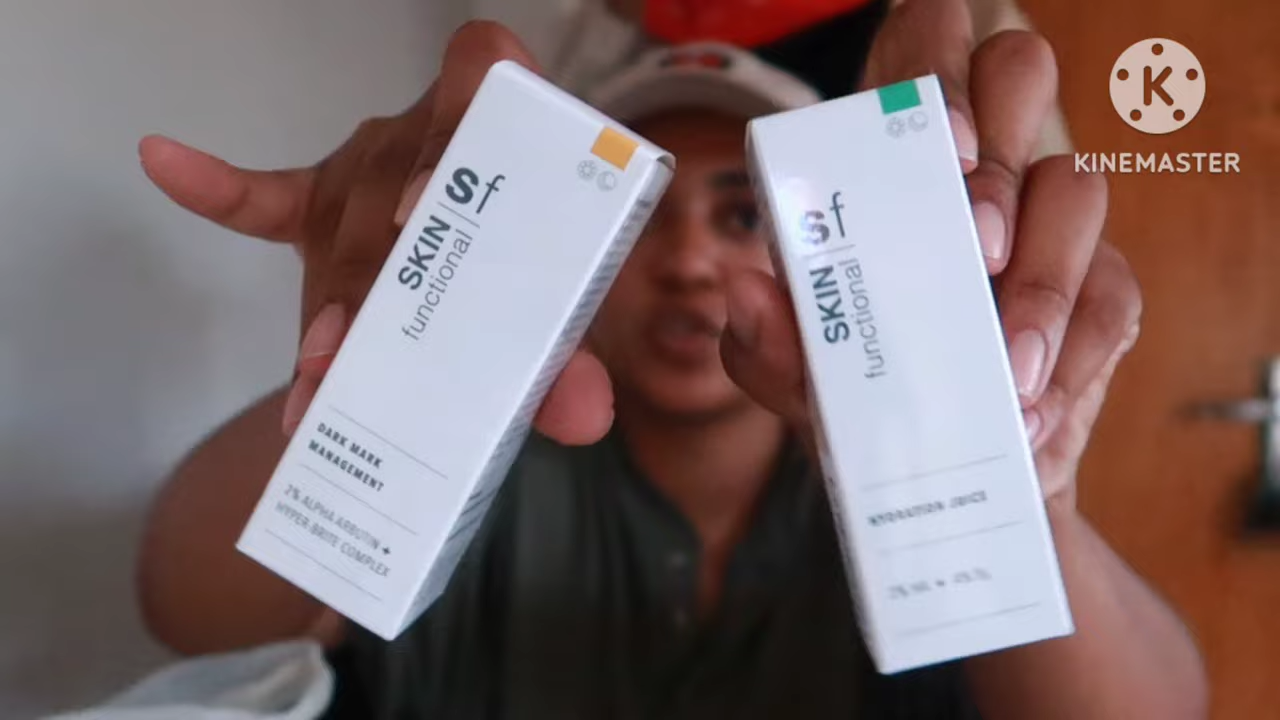 Sf
SKIN
functional
DARK MARK
MANAGEMENT
2% ALPHA ARBUTIN +
HYPER-BRITE COMPLEX
Sf
SKIN
functional
HYDRATION JUICE
K
KINEMASTER